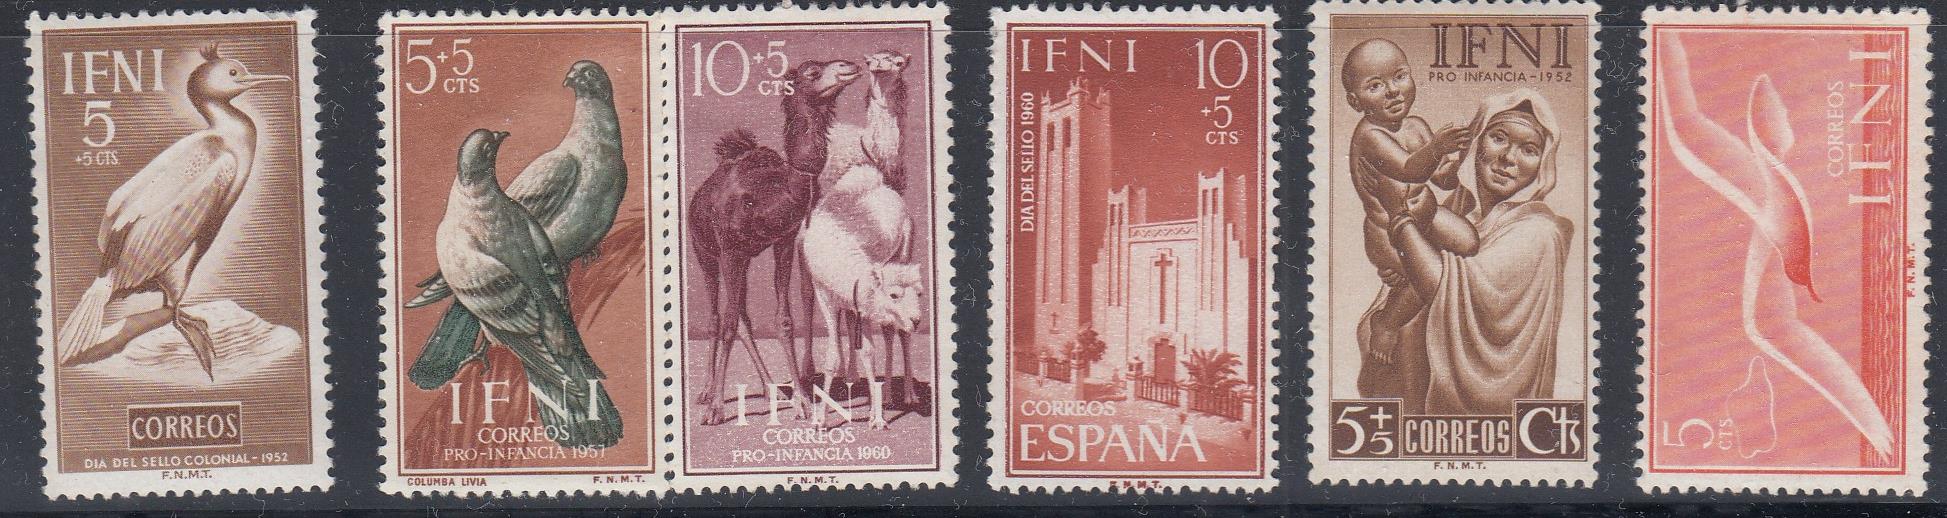 IFNI
5
+5 CTS
CORREOS
DIA DEL SELLO COLONIAL - 1952
F.N.M.T.
5+5
CTS
IFNI
CORREOS
PRO-INFANCIA 1957
COLUMBA LIVIA F.N.M.T.
10+5
CTS
IFNI
CORREOS
PRO-INFANCIA 1960
F.N.M.T.
IFNI 10
+5
CTS
DIA DEL SELLO 1960
CORREOS
ESPAÑA
F.N.M.T.
IFNI
PRO INFANCIA - 1952
5+5 CORREOS Cts
F.N.M.T.
IFNI
CORREOS
5
CTS
F.N.M.T.